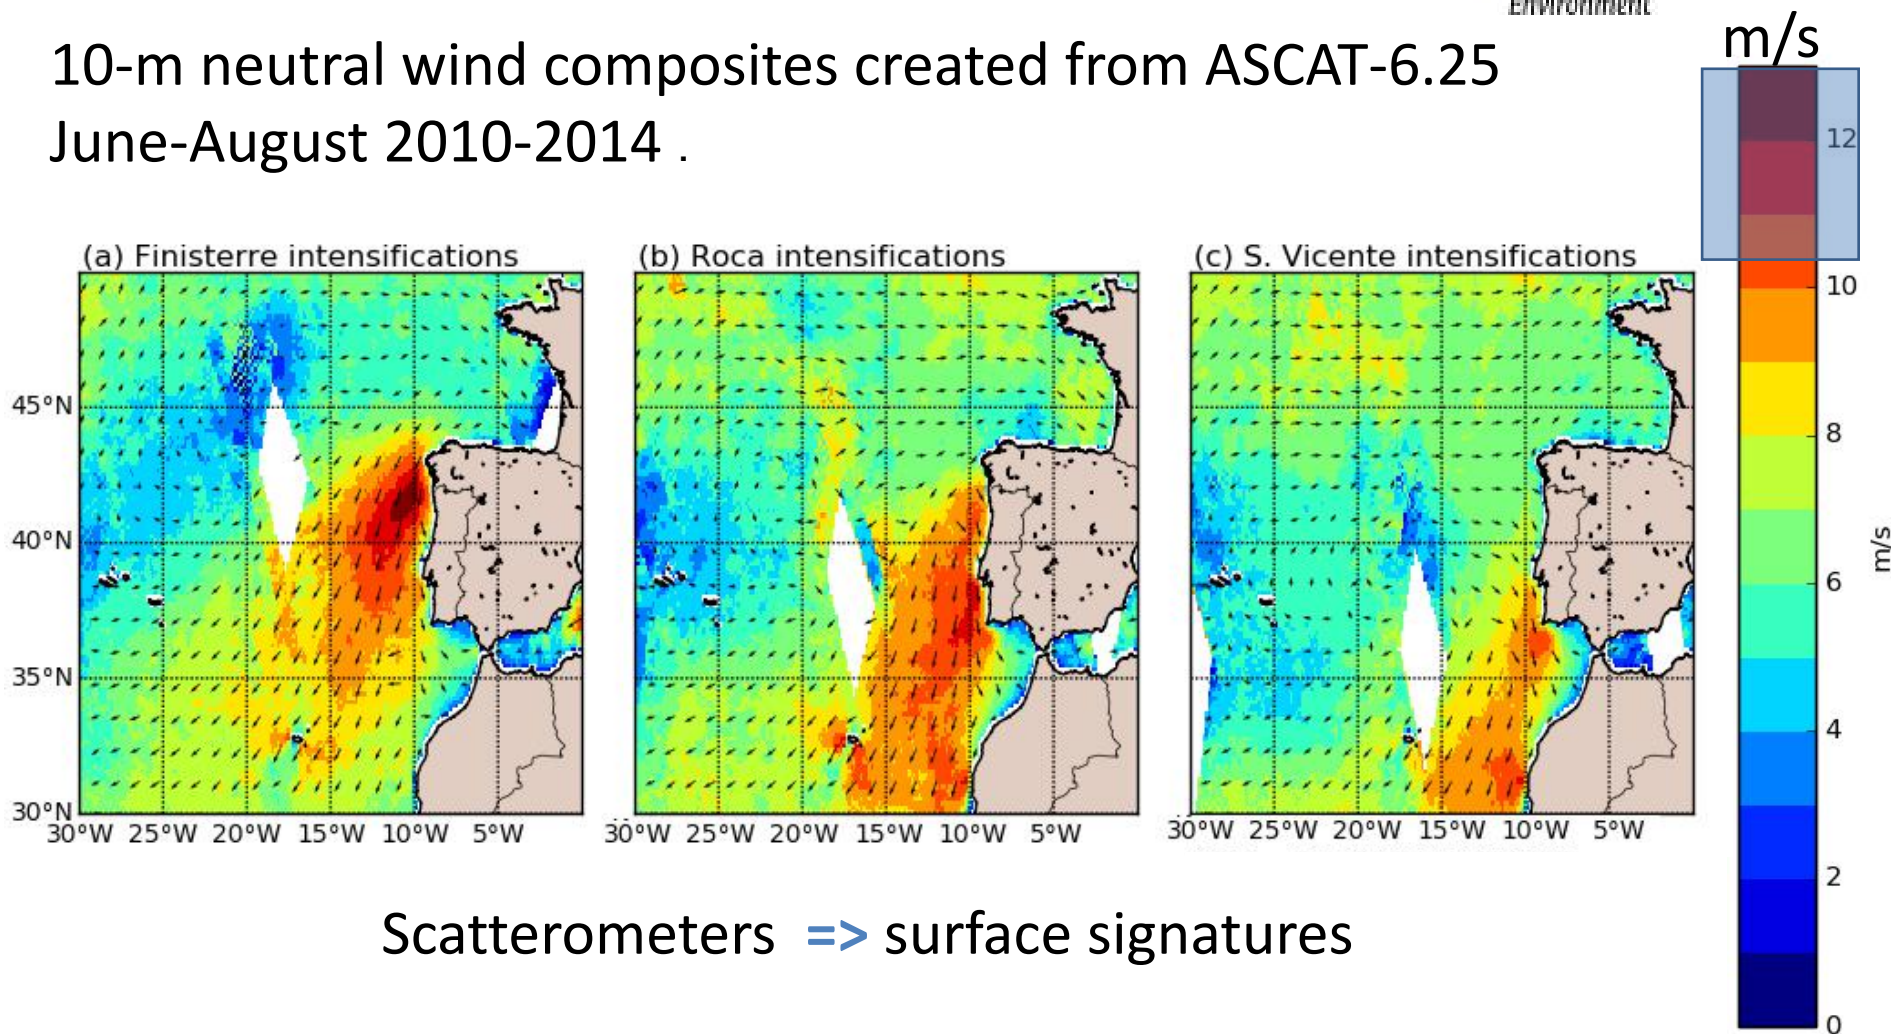 Environment
m/s
10-m neutral wind composites created from ASCAT-6.25
June-August 2010-2014 .
(a) Finisterre intensifications
(b) Roca intensifications
(c) S. Vicente intensifications
12
10
8
6
4
2
0
m/s
45°N
40°N
35°N
30°N
30°W 25°W 20°W 15°W 10°W 5°W
30°W 25°W 20°W 15°W 10°W 5°W
30°W 25°W 20°W 15°W 10°W 5°W
Scatterometers => surface signatures